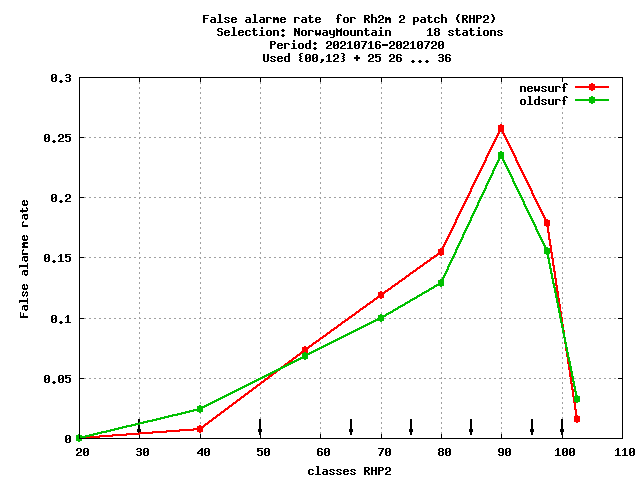 False alarme rate  for Rh2m 2 patch (RHP2)
Selection: NorwayMountain     18 stations
Period: 20210716-20210720
Used {00,12} + 25 26 ... 36
newsurf
oldsurf
0.3
0.25
0.2
0.15
0.1
0.05
0
False alarme rate
20 30 40 50 60 70 80 90 100 110
classes RHP2